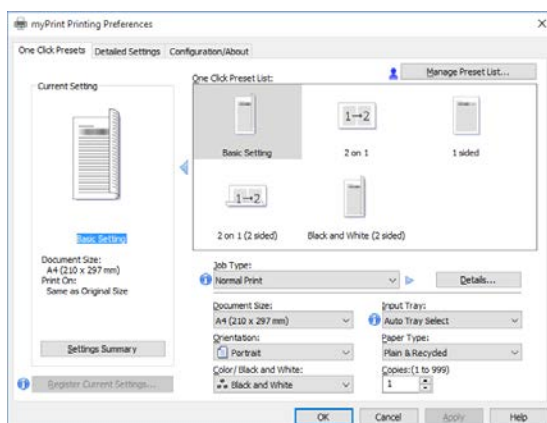 myPrint Printing Preferences
One Click Presets
Detailed Settings
Configuration/About
Current Setting
Basic Setting
Document Size:
A4 (210 x 297 mm)
Print On:
Same as Original Size
Settings Summary
Register Current Settings...
One Click Preset List:
Manage Preset List...
Basic Setting
1→2
2 on 1
1 sided
1→2
2 on 1 (2 sided)
Black and White (2 sided)
Job Type:
Normal Print
Details...
Document Size:
A4 (210 x 297 mm)
Input Tray:
Auto Tray Select
Orientation:
Portrait
Paper Type:
Plain & Recycled
Color/ Black and White:
Black and White
Copies:(1 to 999)
1
OK
Cancel
Apply
Help